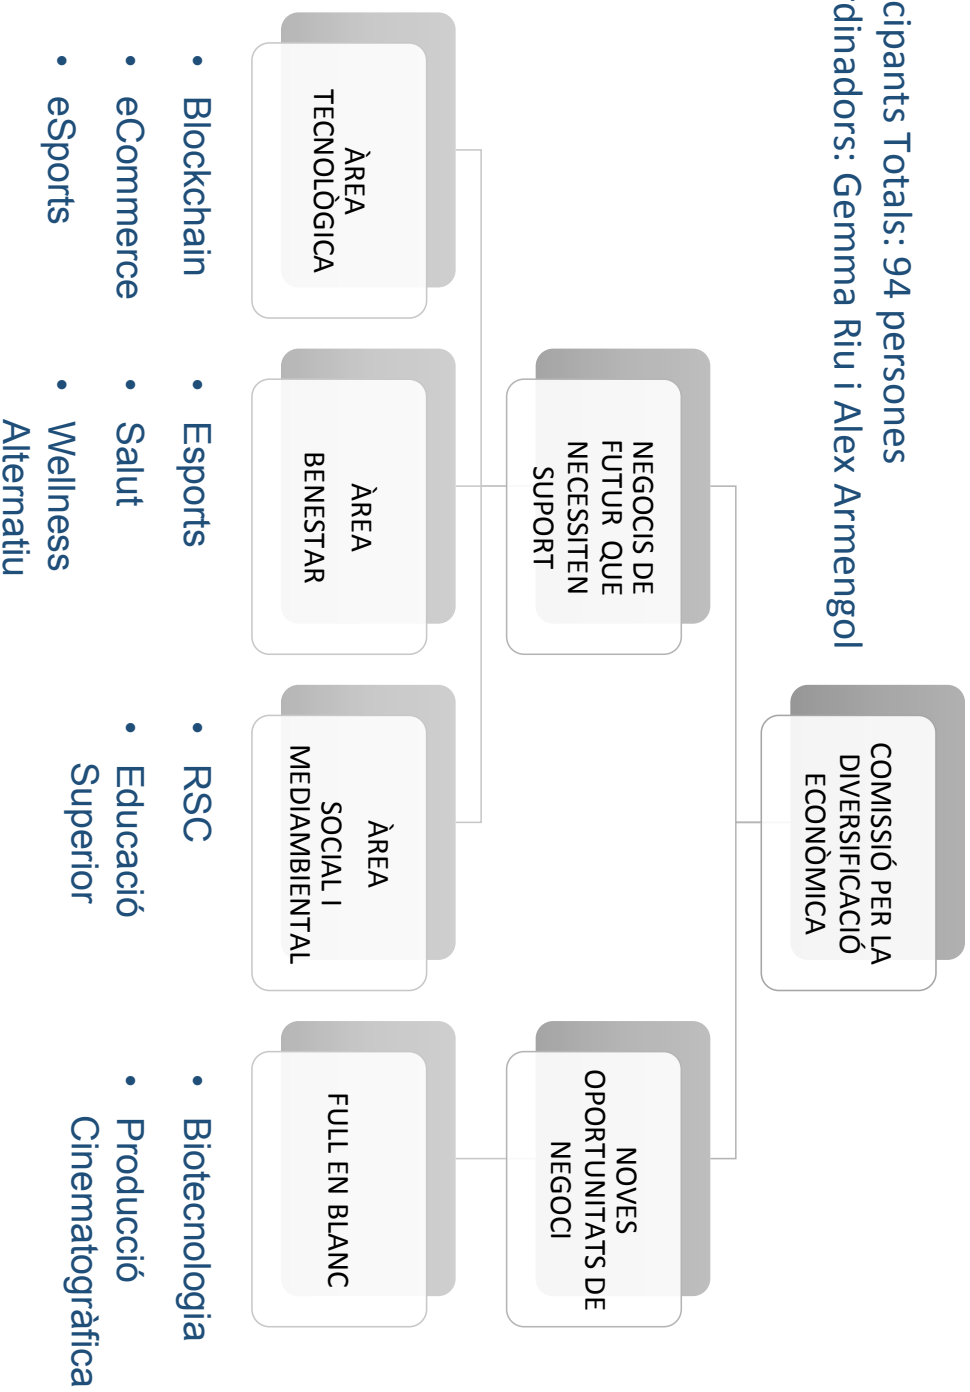 cipants Totals: 94 persones
dinadors: Gemma Riu i Alex Armengol
COMISSIÓ PER LA
DIVERSIFICACIÓ
ECONÒMICA
NEGOCIS DE
FUTUR QUE
NECESSITEN
SUPORT
NOVES
OPORTUNITATS DE
NEGOCI
ÀREA
TECNOLÒGICA
ÀREA
BENESTAR
ÀREA
SOCIAL I
MEDIAMBIENTAL
FULL EN BLANC
• Blockchain
• eCommerce
• eSports
• Esports
• Salut
• Wellness
Alternatiu
• RSC
• Educació
Superior
• Biotecnologia
• Producció
Cinematogràfica